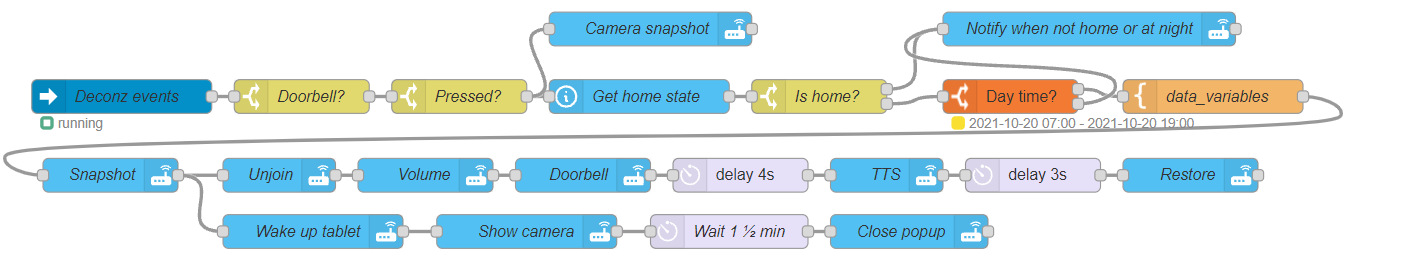 Camera snapshot
Notify when not home or at night
Deconz events
Doorbell?
Pressed?
Get home state
Is home?
Day time?
data_variables
running
2021-10-20 07:00 - 2021-10-20 19:00
Snapshot
Unjoin
Volume
Doorbell
delay 4s
TTS
delay 3s
Restore
Wake up tablet
Show camera
Wait 1 ½ min
Close popup